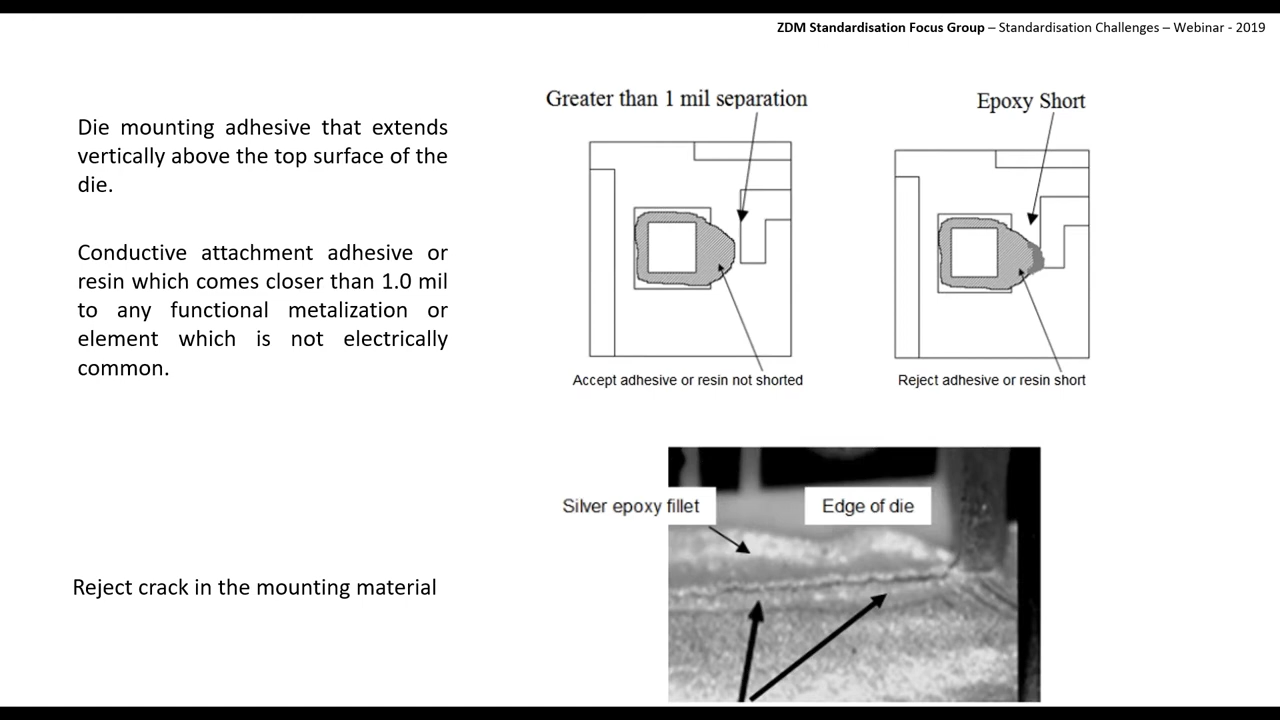 ZDM Standardisation Focus Group – Standardisation Challenges – Webinar - 2019
Die mounting adhesive that extends
vertically above the top surface of the
die.
Conductive attachment adhesive or
resin which comes closer than 1.0 mil
to any functional metalization or
element which is not electrically
common.
Greater than 1 mil separation
Epoxy Short
Accept adhesive or resin not shorted
Reject adhesive or resin short
Silver epoxy fillet
Edge of die
Reject crack in the mounting material